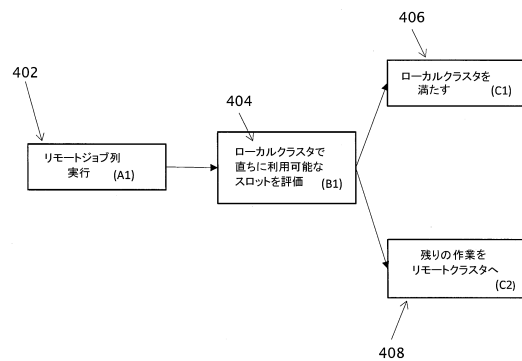 402
リモートジョブ列
実行 (A1)
404
ローカルクラスタで
直ちに利用可能な
スロットを評価 (B1)
406
ローカルクラスタを
満たす (C1)
残りの作業を
リモートクラスタへ
(C2)
408